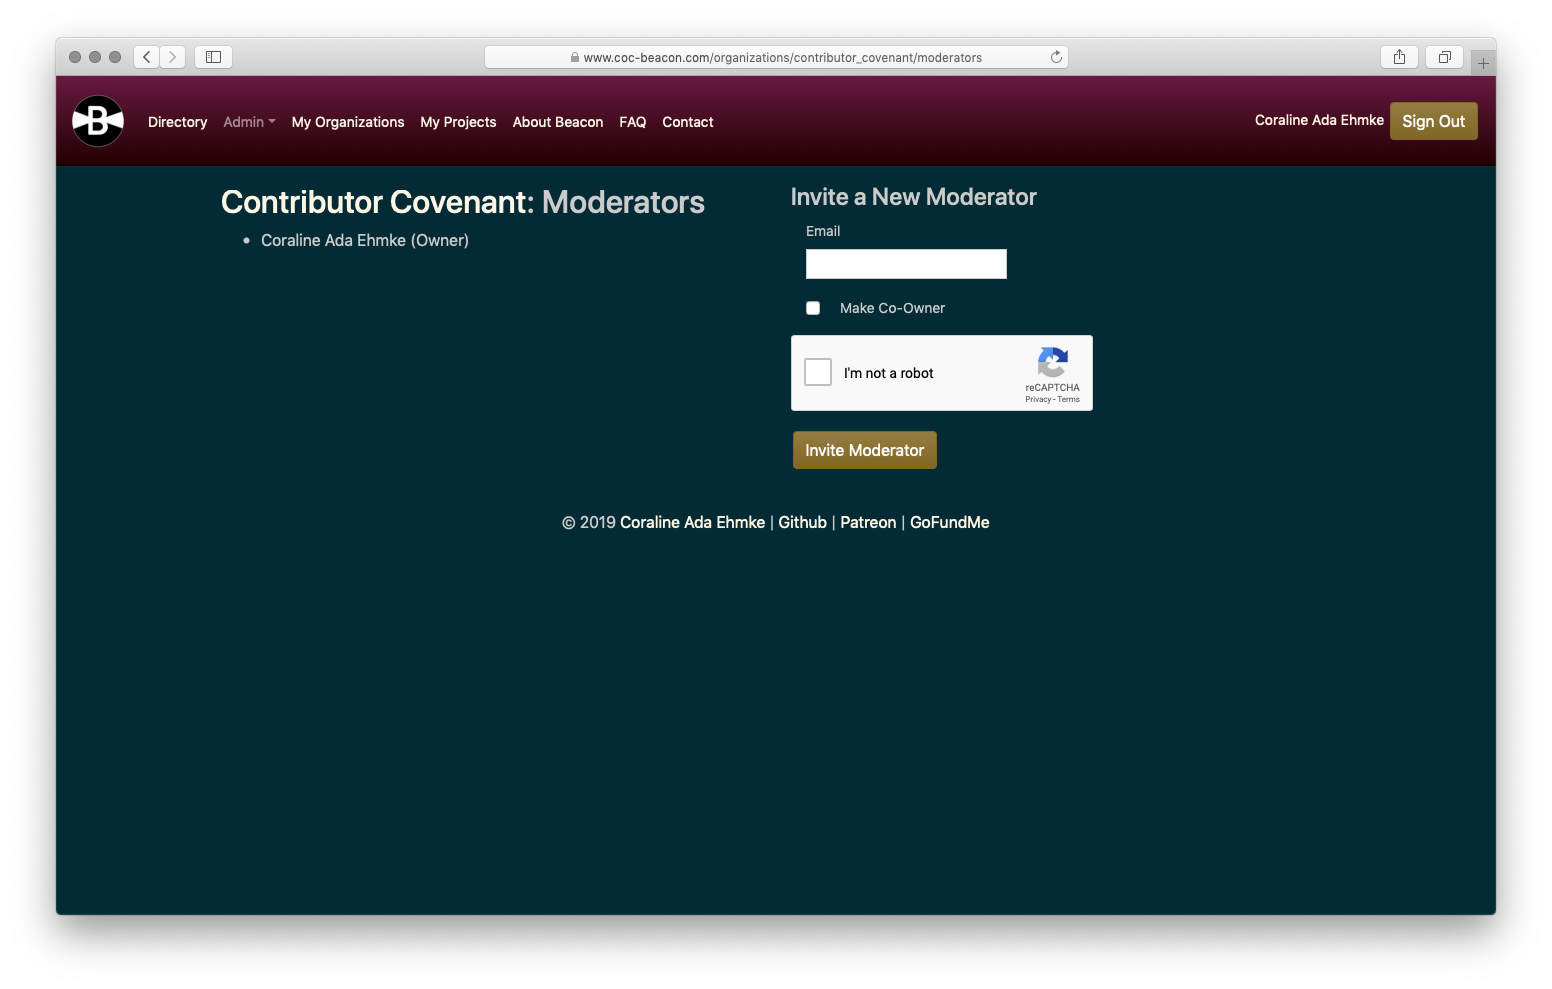 www.coc-beacon.com/organizations/contributor_covenant/moderators
B
Directory Admin My Organizations My Projects About Beacon FAQ Contact
Coraline Ada Ehmke Sign Out
Contributor Covenant: Moderators
• Coraline Ada Ehmke (Owner)
Invite a New Moderator
Email
Make Co-Owner
I'm not a robot
reCAPTCHA
Privacy - Terms
Invite Moderator
© 2019 Coraline Ada Ehmke | Github | Patreon | GoFundMe